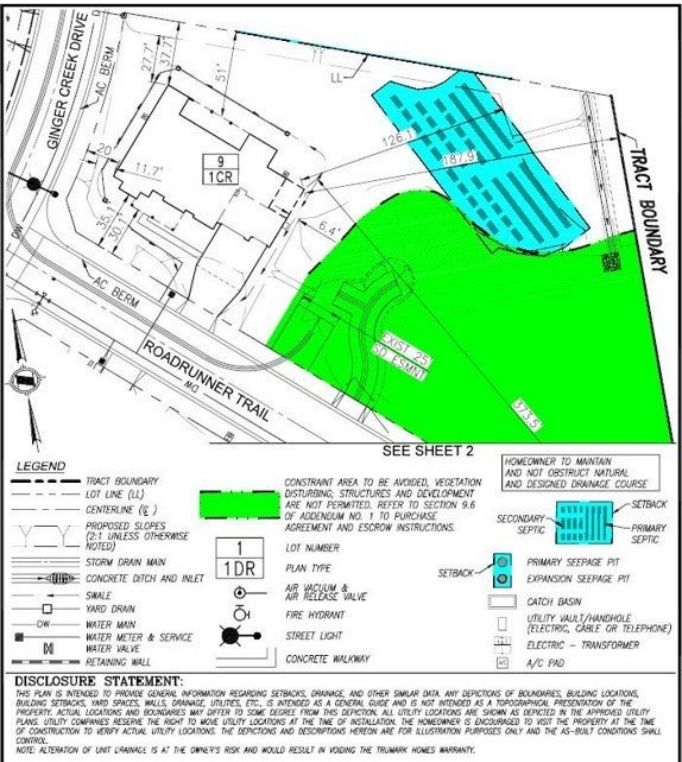 GINGER CREEK DRIVE
AC BERM
27.7'
37.7'
51'
LL
20'
11.7'
9
1CR
126.1'
187.9'
TRACT BOUNDARY
35.1'
30.1'
6.4'
DW
AC BERM
EXIST 25'
SD ESMNT
373.5'
ROADRUNNER TRAIL
DW
SEE SHEET 2
HOMEOWNER TO MAINTAIN
AND NOT OBSTRUCT NATURAL
AND DESIGNED DRAINAGE COURSE
LEGEND
TRACT BOUNDARY
LOT LINE (LL)
CENTERLINE (℄)
PROPOSED SLOPES
(2:1 UNLESS OTHERWISE
NOTED)
STORM DRAIN MAIN
CONCRETE DITCH AND INLET
SWALE
YARD DRAIN
DW WATER MAIN
WATER METER & SERVICE
WATER VALVE
RETAINING WALL
CONSTRAINT AREA TO BE AVOIDED, VEGETATION
DISTURBING; STRUCTURES AND DEVELOPMENT
ARE NOT PERMITTED. REFER TO SECTION 9.6
OF ADDENDUM NO. 1 TO PURCHASE
AGREEMENT AND ESCROW INSTRUCTIONS.
1 LOT NUMBER
1DR PLAN TYPE
AIR VACUUM &
AIR RELEASE VALVE
FIRE HYDRANT
STREET LIGHT
CONCRETE WALKWAY
SETBACK
SECONDARY
SEPTIC
PRIMARY
SEPTIC
SETBACK
PRIMARY SEEPAGE PIT
EXPANSION SEEPAGE PIT
CATCH BASIN
UTILITY VAULT/HANDHOLE
(ELECTRIC, CABLE OR TELEPHONE)
ELECTRIC - TRANSFORMER
A/C PAD
DISCLOSURE STATEMENT:
THIS PLAN IS INTENDED TO PROVIDE GENERAL INFORMATION REGARDING SETBACKS, DRAINAGE, AND OTHER SIMILAR DATA. ANY DEPICTIONS OF BOUNDARIES, BUILDING LOCATIONS,
BUILDING SETBACKS, YARD SPACES, WALLS, DRAINAGE, UTILITIES, ETC., IS INTENDED AS A GENERAL GUIDE AND IS NOT INTENDED AS A TOPOGRAPHICAL PRESENTATION OF THE
PROPERTY. ACTUAL LOCATIONS AND BOUNDARIES MAY DIFFER TO SOME DEGREE FROM THIS DEPICTION. ALL UTILITY LOCATIONS ARE SHOWN AS DEPICTED IN THE APPROVED UTILITY
PLANS. UTILITY COMPANIES RESERVE THE RIGHT TO MOVE UTILITY LOCATIONS AT THE TIME OF INSTALLATION. THE HOMEOWNER IS ENCOURAGED TO VISIT THE PROPERTY AT THE TIME
OF CONSTRUCTION TO VERIFY ACTUAL UTILITY LOCATIONS. THE DEPICTIONS AND DESCRIPTIONS HEREON ARE FOR ILLUSTRATION PURPOSES ONLY AND THE AS-BUILT CONDITIONS SHALL
CONTROL.
NOTE: ALTERATION OF UNIT DRAINAGE IS AT THE OWNER'S RISK AND WOULD RESULT IN VOIDING THE TRUMARK HOMES WARRANTY.